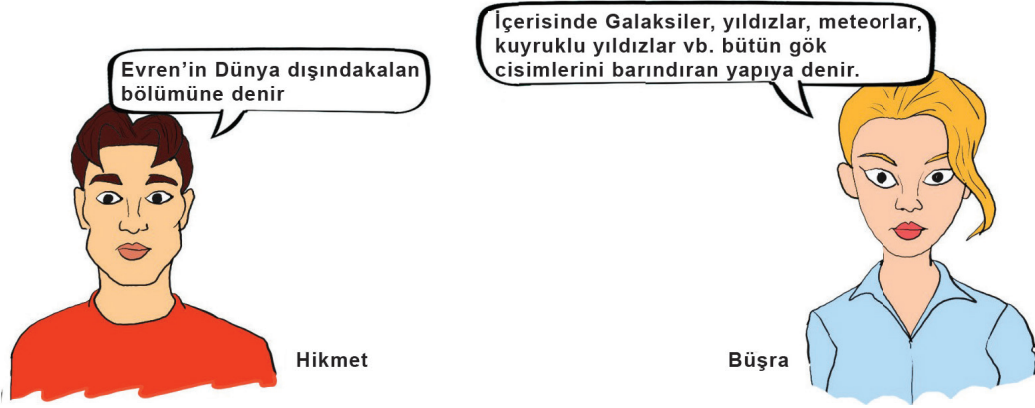 Evren’in Dünya dışındakalan
bölümüne denir
İçerisinde Galaksiler, yıldızlar, meteorlar,
kuyruklu yıldızlar vb. bütün gök
cisimlerini barındıran yapıya denir.
Hikmet
Büşra